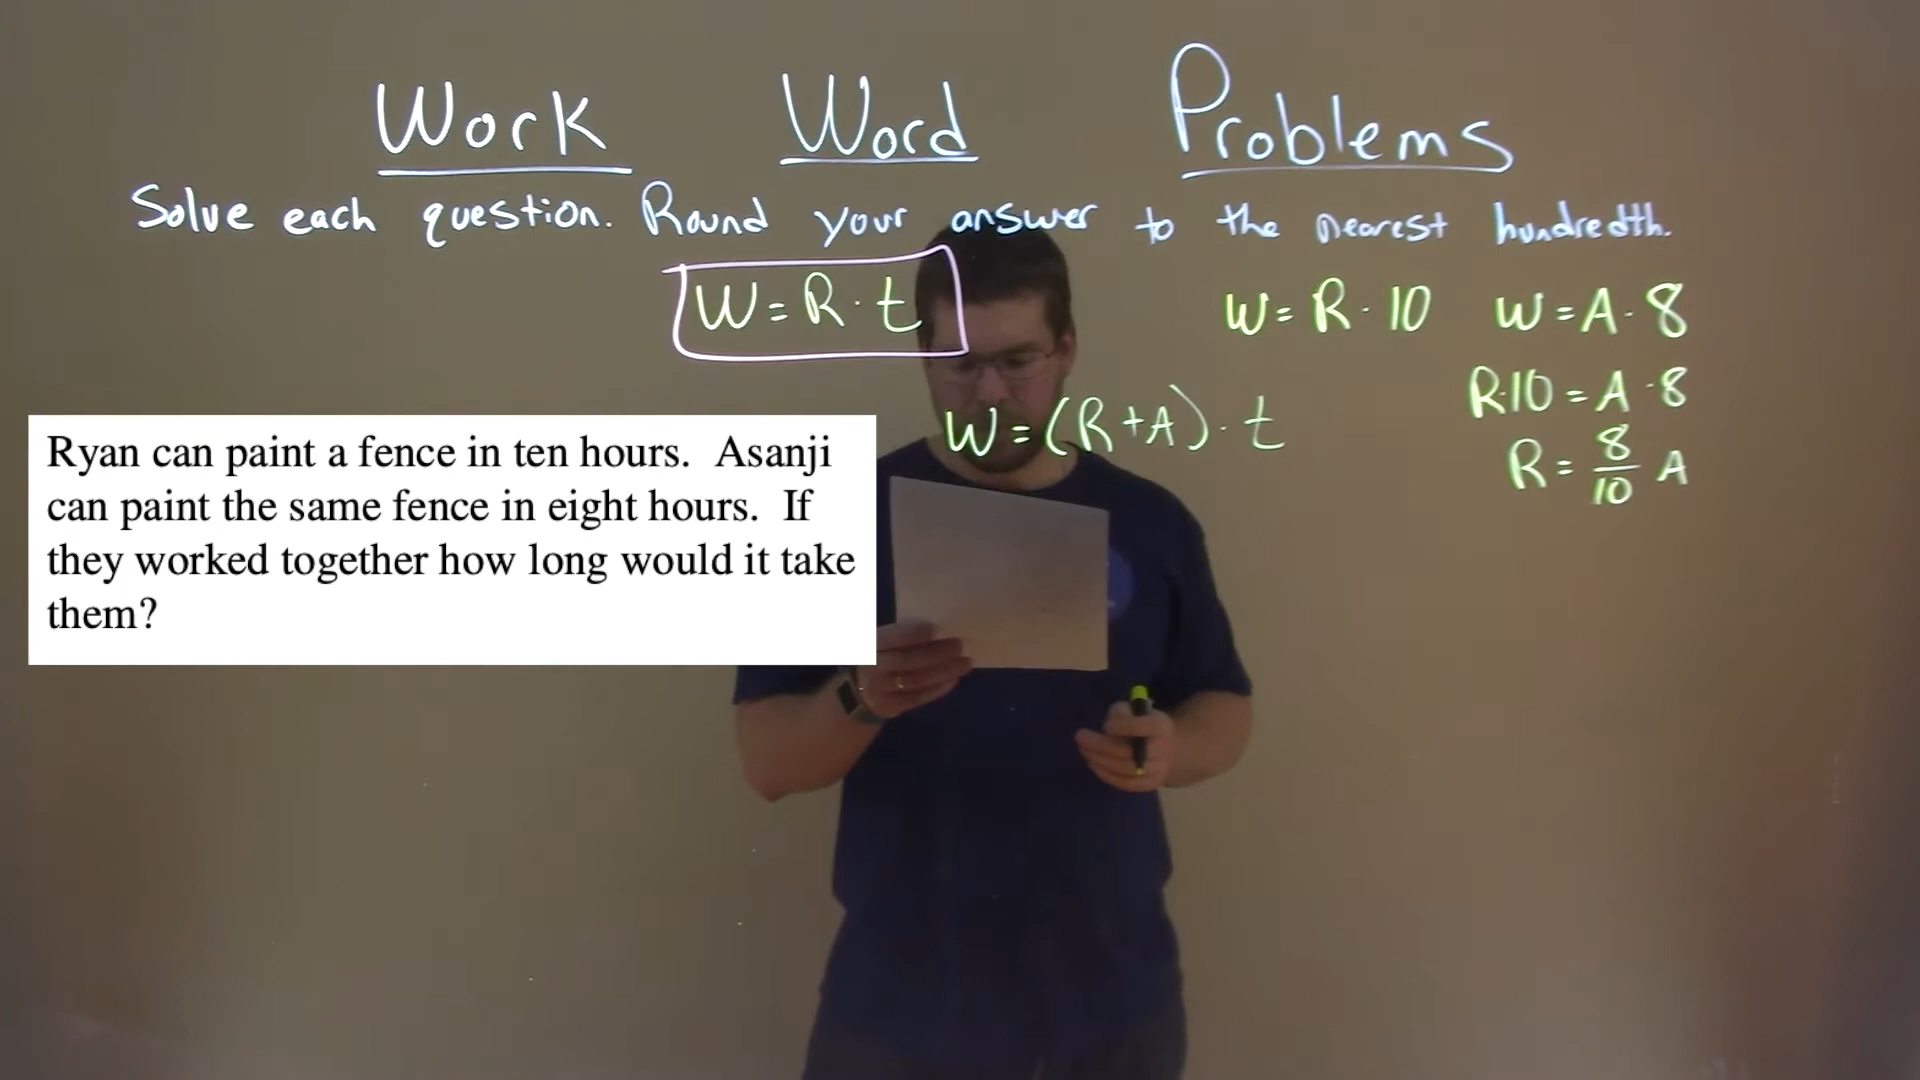 Work Word Problems
Solve each question. Round your answer to the nearest hundredth.
W = R · t
W = R · 10 W = A · 8
R·10 = A · 8
W = (R + A) · t
R = 8/10 A
Ryan can paint a fence in ten hours. Asanji
can paint the same fence in eight hours. If
they worked together how long would it take
them?